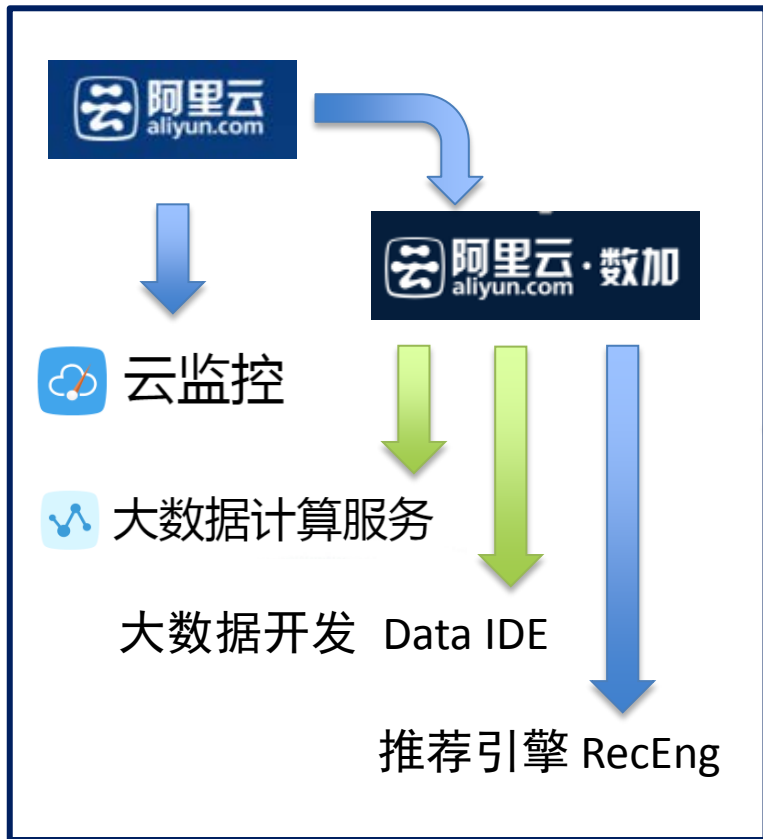 阿里云
aliyun.com
阿里云·数加
aliyun.com
云监控
大数据计算服务
大数据开发 Data IDE
推荐引擎 RecEng